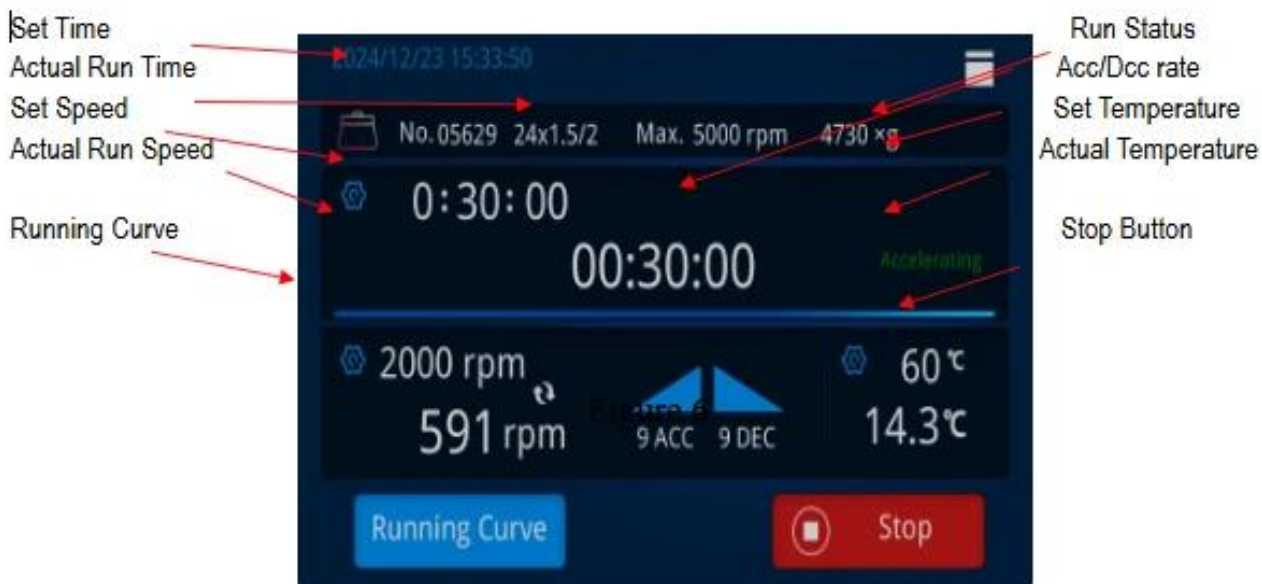 Set Time
Actual Run Time
Set Speed
Actual Run Speed
Running Curve
Run Status
Acc/Dcc rate
Set Temperature
Actual Temperature
Stop Button
2024/12/23 15:33:50
No. 05629 24x1.5/2 Max. 5000 rpm 4730 ×g
0:30:00
00:30:00
Accelerating
2000 rpm
591 rpm
Figure 6
9 ACC 9 DEC
60 ℃
14.3℃
Running Curve
Stop